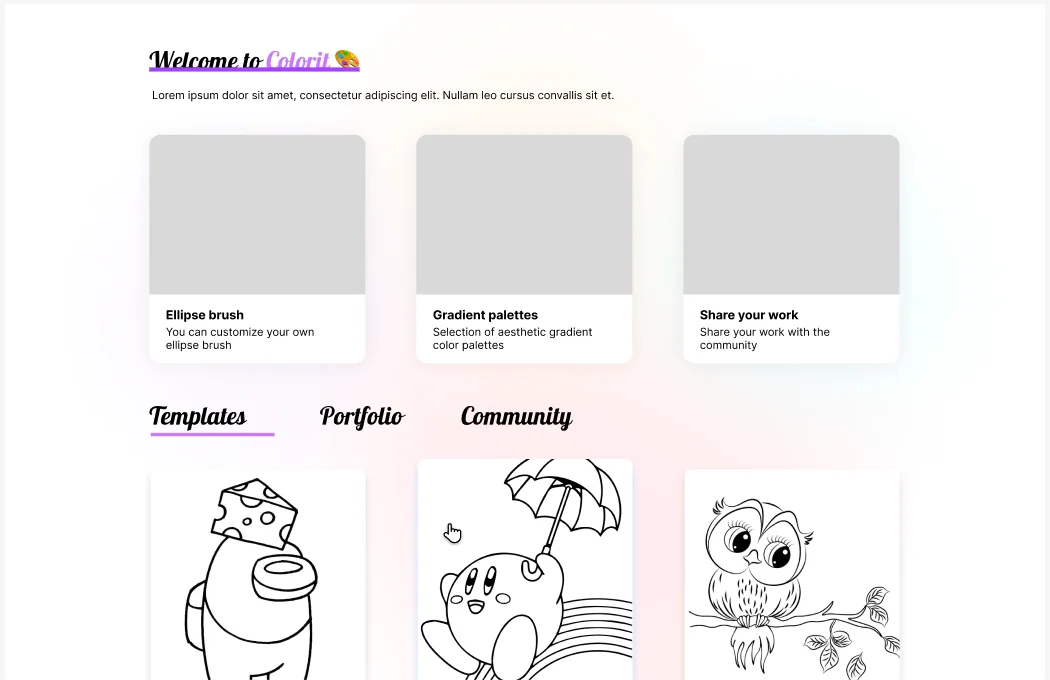 Welcome to Colorit 🎨
Lorem ipsum dolor sit amet, consectetur adipiscing elit. Nullam leo cursus convallis sit et.
Ellipse brush
You can customize your own
ellipse brush
Gradient palettes
Selection of aesthetic gradient
color palettes
Share your work
Share your work with the
community
Templates
Portfolio
Community